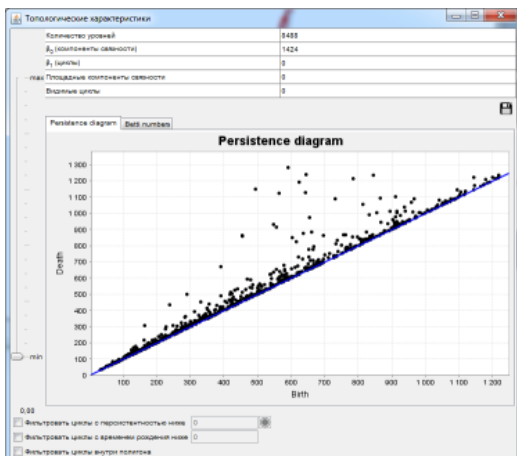 Топологические характеристики
Количество уровней 8488
β₀ (компоненты связности) 1424
β₁ (циклы) 0
max Площадные компоненты связности 0
Видимые циклы 0
Persistence diagram Betti numbers
Persistence diagram
1 300
1 200
1 100
1 000
900
800
700
600
500
400
300
200
100
0
Death
100 200 300 400 500 600 700 800 900 1 000 1 100 1 200
Birth
min
0,00
Фильтровать циклы с персистентностью ниже 0
Фильтровать циклы с временем рождения ниже 0
Фильтровать циклы внутри полигона